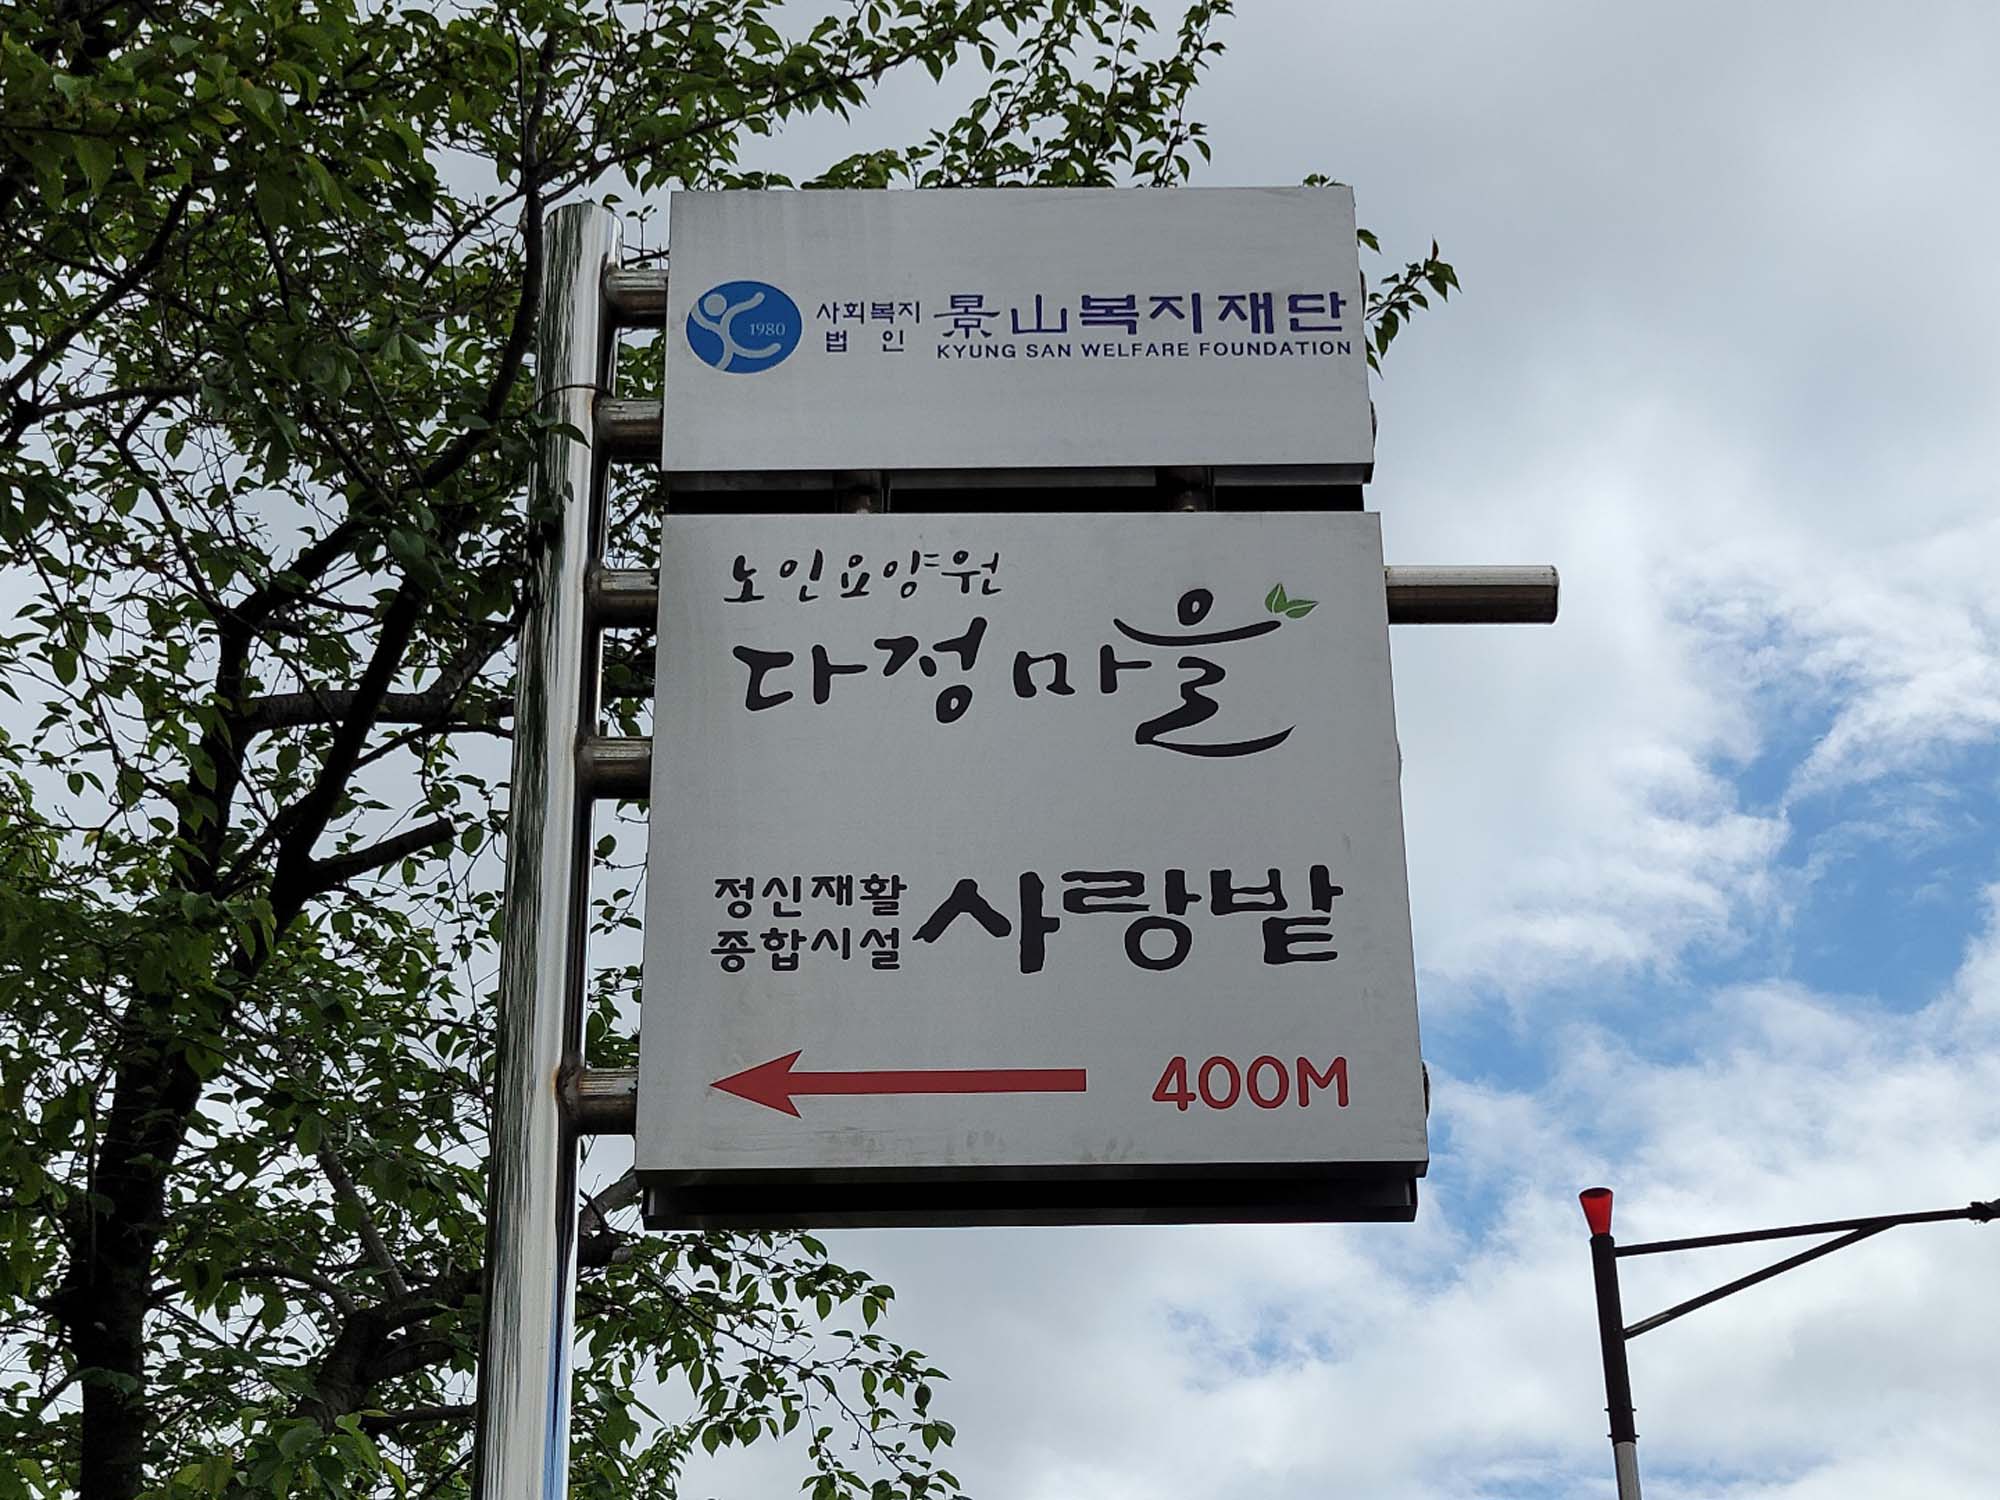 1980
사회복지
법 인
景山복지재단
KYUNG SAN WELFARE FOUNDATION
노인요양원
다정마을
정신재활
종합시설
사랑밭
400M